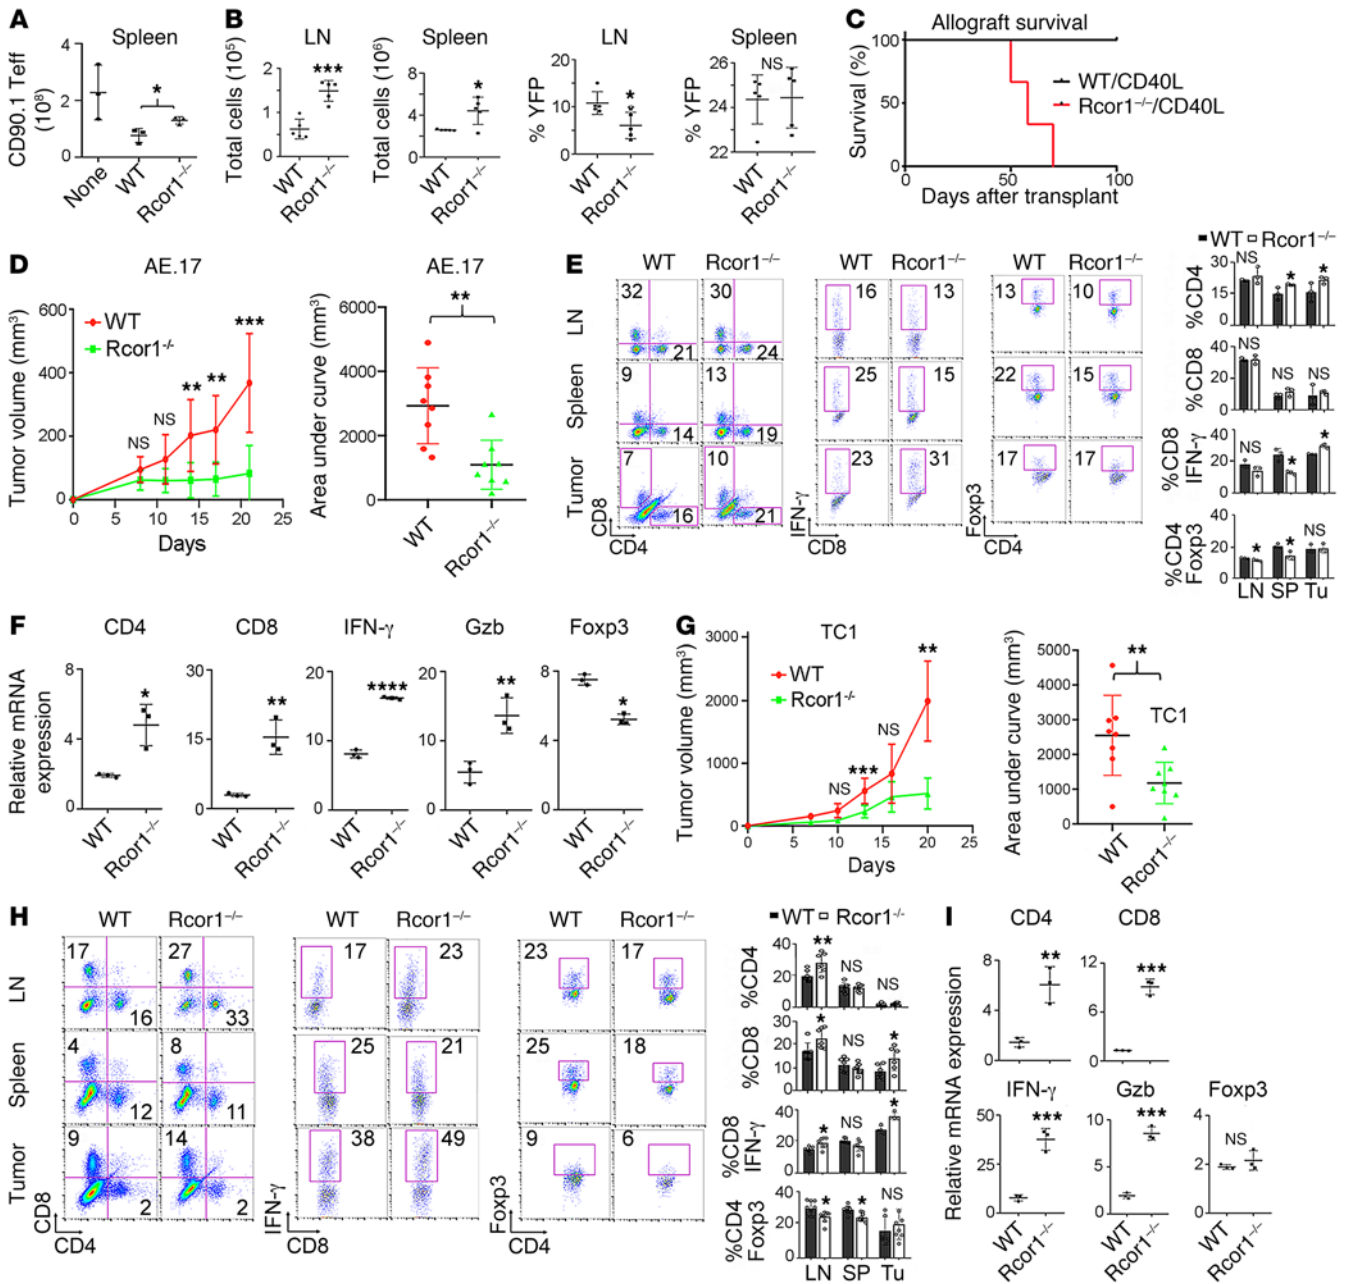 A
Spleen
CD90.1 Teff
(10⁸)
4
2
0
*
None
WT
Rcor1⁻/⁻
B
LN
Total cells (10⁵)
2
1
0
***
WT
Rcor1⁻/⁻
Spleen
Total cells (10⁶)
8
4
0
*
WT
Rcor1⁻/⁻
LN
% YFP
20
10
0
*
WT
Rcor1⁻/⁻
Spleen
% YFP
26
24
22
NS
WT
Rcor1⁻/⁻
C
Allograft survival
Survival (%)
100
50
0
WT/CD40L
Rcor1⁻/⁻/CD40L
0 50 100
Days after transplant
D
AE.17
Tumor volume (mm³)
600
400
200
0
WT
Rcor1⁻/⁻
NS NS ** ** ***
0 5 10 15 20 25
Days
AE.17
Area under curve (mm³)
6000
4000
2000
0
**
WT
Rcor1⁻/⁻
E
WT Rcor1⁻/⁻ WT Rcor1⁻/⁻ WT Rcor1⁻/⁻
LN
32 21 30 24 16 13 13 10
Spleen
9 14 13 19 25 15 22 15
Tumor
7 16 10 21 23 31 17 17
CD8
CD4
IFN-γ
CD8
Foxp3
CD4
WT Rcor1⁻/⁻
%CD4
30
15
0
NS * *
%CD8
40
20
0
NS NS
%CD8
IFN-γ
40
20
0
NS * *
%CD4
Foxp3
40
20
0
* * NS
LN SP Tu
F
Relative mRNA
expression
CD4
8
4
0
*
WT
Rcor1⁻/⁻
CD8
30
15
0
**
WT
Rcor1⁻/⁻
IFN-γ
20
10
0
****
WT
Rcor1⁻/⁻
Gzb
20
10
0
**
WT
Rcor1⁻/⁻
Foxp3
8
4
0
*
WT
Rcor1⁻/⁻
G
TC1
Tumor volume (mm³)
3000
2000
1000
0
WT
Rcor1⁻/⁻
NS *** NS **
0 5 10 15 20 25
Days
Area under curve (mm³)
5000
4000
3000
2000
1000
0
**
TC1
WT
Rcor1⁻/⁻
H
WT Rcor1⁻/⁻ WT Rcor1⁻/⁻ WT Rcor1⁻/⁻
LN
17 16 27 33 17 23 23 17
Spleen
4 12 8 11 25 21 25 18
Tumor
9 2 14 2 38 49 9 6
CD8
CD4
IFN-γ
CD8
Foxp3
CD4
WT Rcor1⁻/⁻
%CD4
40
20
0
** NS NS
%CD8
30
20
10
0
* NS *
%CD8
IFN-γ
40
20
0
* NS *
%CD4
Foxp3
40
20
0
* * NS
LN SP Tu
I
Relative mRNA expression
CD4
8
4
0
**
CD8
12
6
0
***
IFN-γ
50
25
0
***
WT
Rcor1⁻/⁻
Gzb
10
5
0
***
WT
Rcor1⁻/⁻
Foxp3
4
2
0
NS
WT
Rcor1⁻/⁻